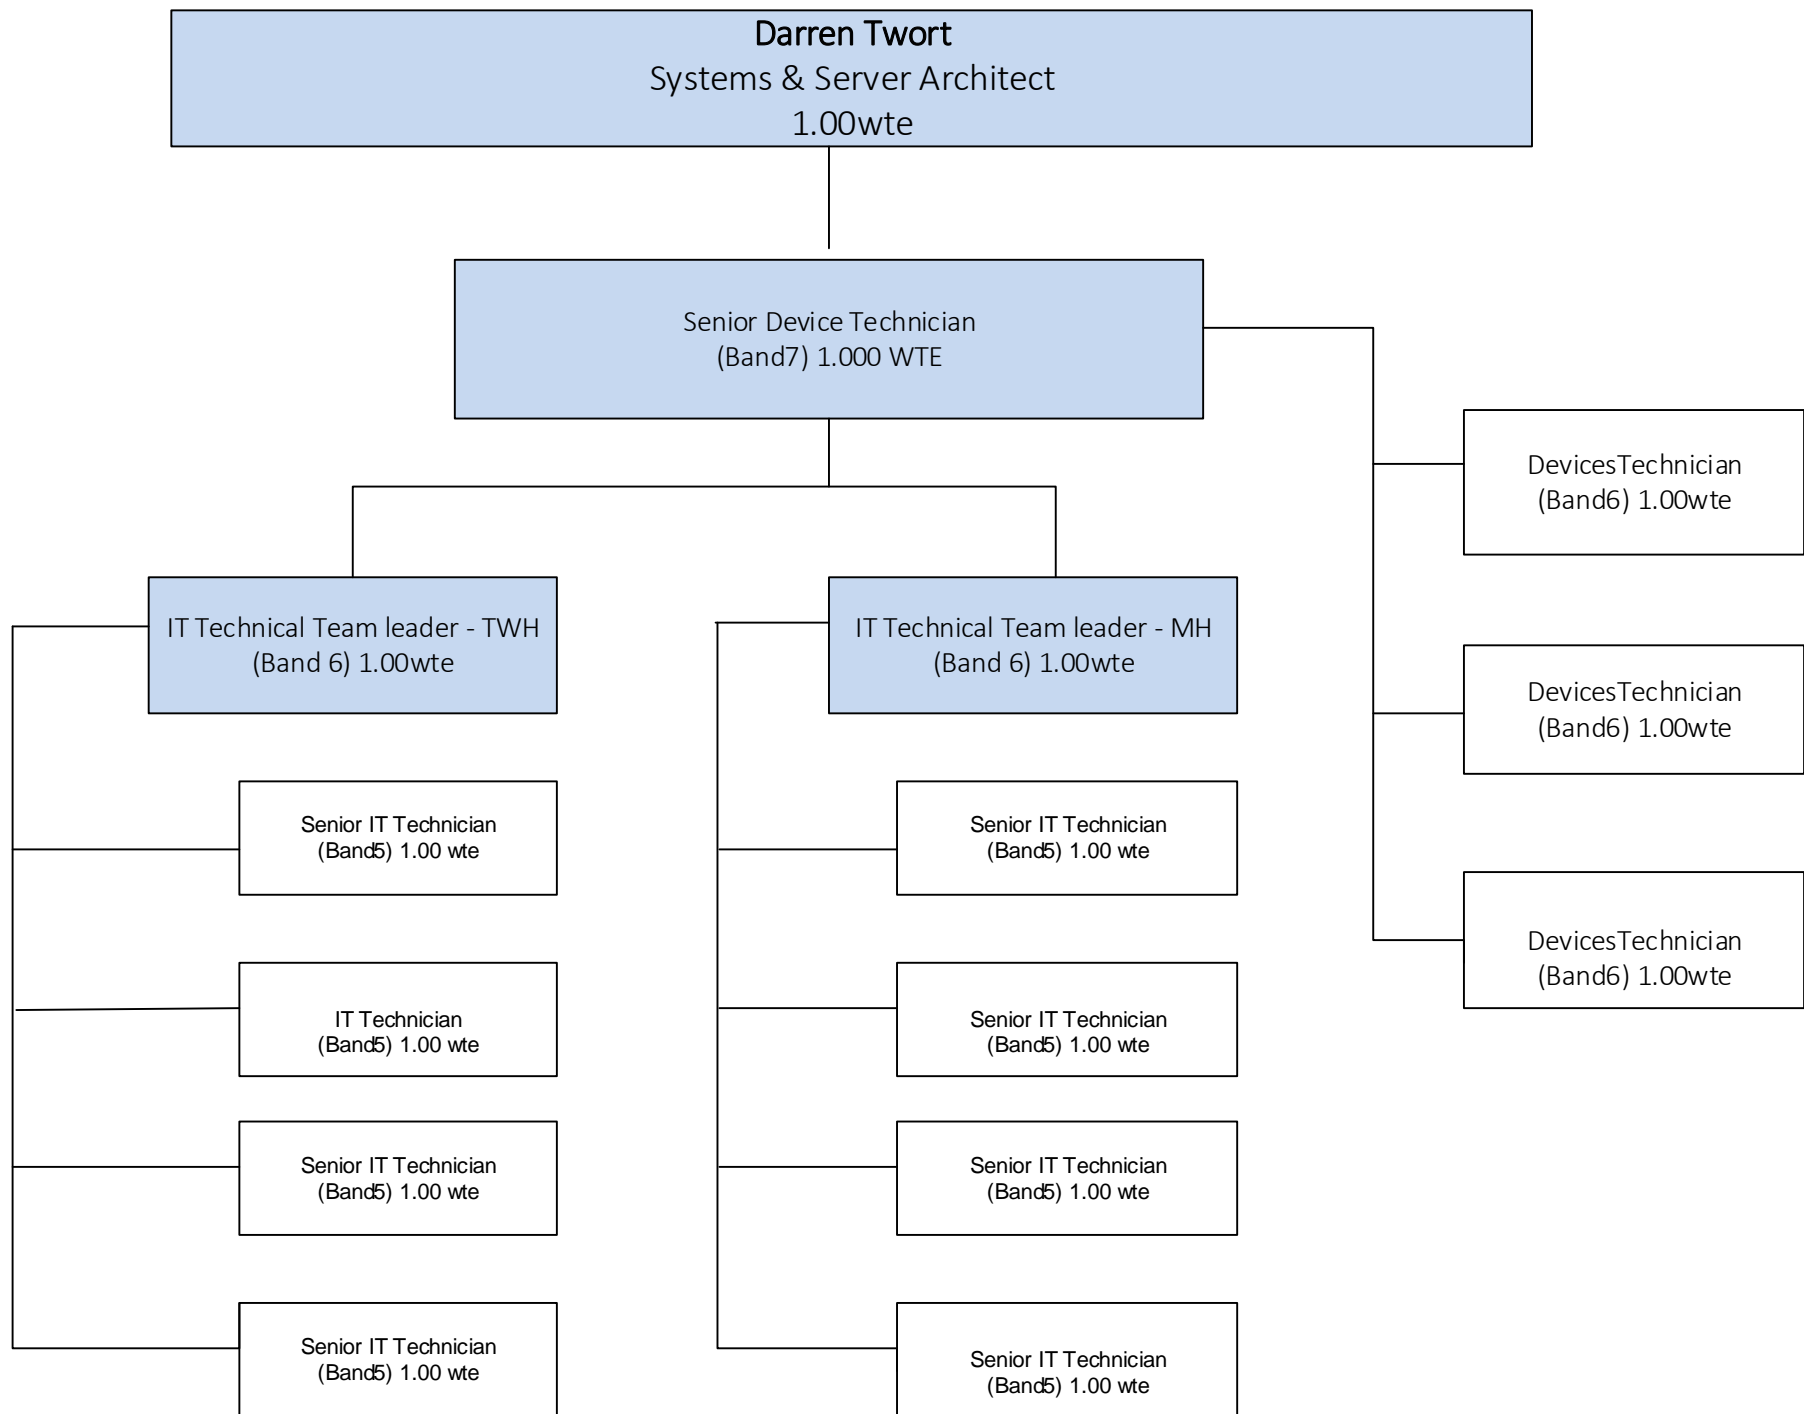 Darren Twort
Systems & Server Architect
1.00wte
Senior Device Technician
(Band7) 1.000 WTE
DevicesTechnician
(Band6) 1.00wte
IT Technical Team leader - TWH
(Band 6) 1.00wte
IT Technical Team leader - MH
(Band 6) 1.00wte
DevicesTechnician
(Band6) 1.00wte
Senior IT Technician
(Band5) 1.00 wte
Senior IT Technician
(Band5) 1.00 wte
DevicesTechnician
(Band6) 1.00wte
IT Technician
(Band5) 1.00 wte
Senior IT Technician
(Band5) 1.00 wte
Senior IT Technician
(Band5) 1.00 wte
Senior IT Technician
(Band5) 1.00 wte
Senior IT Technician
(Band5) 1.00 wte
Senior IT Technician
(Band5) 1.00 wte